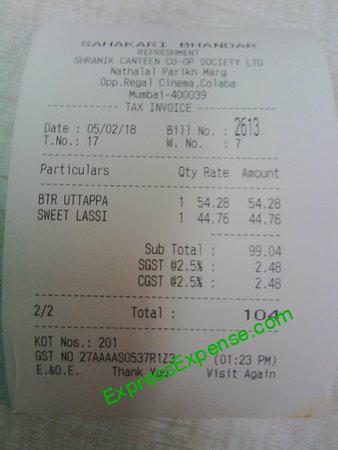 SAHAKARI BHANDAR
REFRESHMENT
SHRAMIK CANTEEN CO-OP SOCIETY LTD
Nathalal Parikh Marg
Opp.Regal Cinema,Colaba
Mumbai-400039
TAX INVOICE
Date : 05/02/18 Bill No. : 2613
T.No. : 17 W. No. : 7
Particulars Qty Rate Amount
BTR UTTAPPA 1 54.28 54.28
SWEET LASSI 1 44.76 44.76
Sub Total : 99.04
SGST @2.5% : 2.48
CGST @2.5% : 2.48
2/2 Total : 104
KOT Nos.: 201
GST NO 27AAAAS0537R1Z3 (01:23 PM)
E.&O.E. Thank You Visit Again
ExpressExpense.com